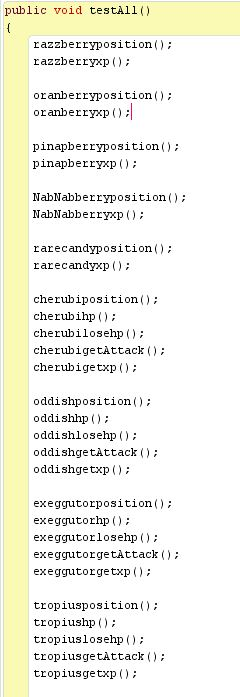 public void testAll()
{
razzberryposition();
razzberryxp();
oranberryposition();
oranberryxp();
pinapberryposition();
pinapberryxp();
NabNabberryposition();
NabNabberryxp();
rarecandyposition();
rarecandyxp();
cherubiposition();
cherubihp();
cherubilosehp();
cherubigetAttack();
cherubigetxp();
oddishposition();
oddishhp();
oddishlosehp();
oddishgetAttack();
oddishgetxp();
exeggutorposition();
exeggutorhp();
exeggutorlosehp();
exeggutorgetAttack();
exeggutorgetxp();
tropiusposition();
tropiushp();
tropiuslosehp();
tropiusgetAttack();
tropiusgetxp();